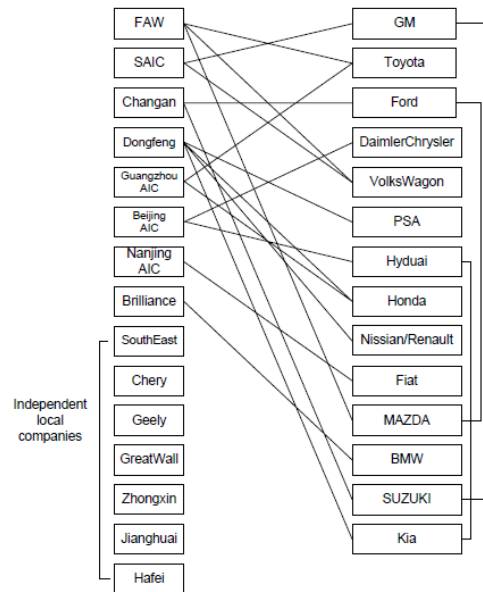 FAW
GM
SAIC
Toyota
Changan
Ford
Dongfeng
DaimlerChrysler
Guangzhou
AIC
VolksWagon
Beijing
AIC
PSA
Nanjing
AIC
Hyduai
Brilliance
Honda
SouthEast
Nissian/Renault
Chery
Fiat
Independent
local
companies
Geely
MAZDA
GreatWall
BMW
Zhongxin
SUZUKI
Jianghuai
Kia
Hafei